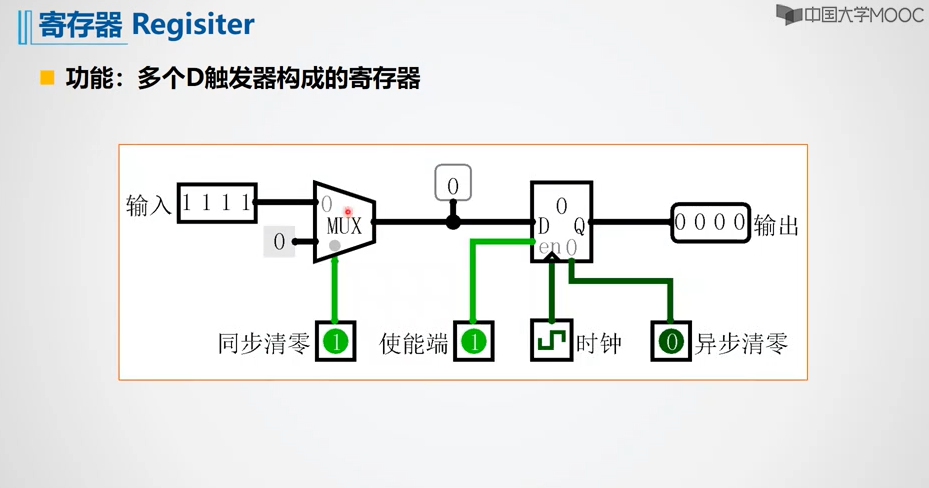 寄存器 Regisiter
中国大学MOOC
功能：多个D触发器构成的寄存器
输入 1 1 1 1
0
MUX
0
0
0
D Q
en 0
0 0 0 0 输出
同步清零 1
使能端 1
时钟
0 异步清零